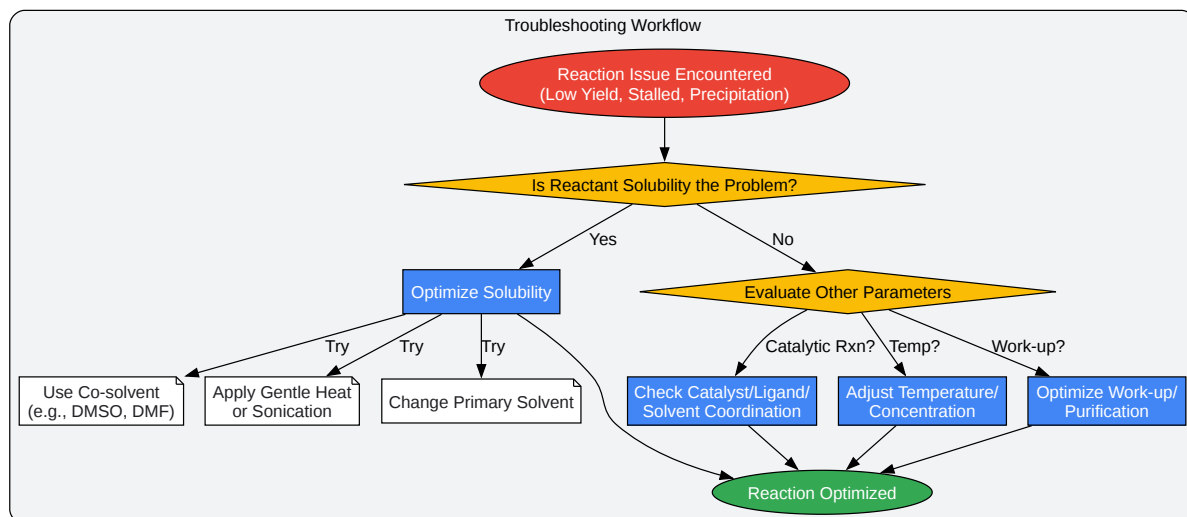 Troubleshooting Workflow
Reaction Issue Encountered
(Low Yield, Stalled, Precipitation)
Is Reactant Solubility the Problem?
Yes
No
Optimize Solubility
Evaluate Other Parameters
Try
Try
Try
Catalytic Rxn?
Temp?
Work-up?
Use Co-solvent
(e.g., DMSO, DMF)
Apply Gentle Heat
or Sonication
Change Primary Solvent
Check Catalyst/Ligand/
Solvent Coordination
Adjust Temperature/
Concentration
Optimize Work-up/
Purification
Reaction Optimized